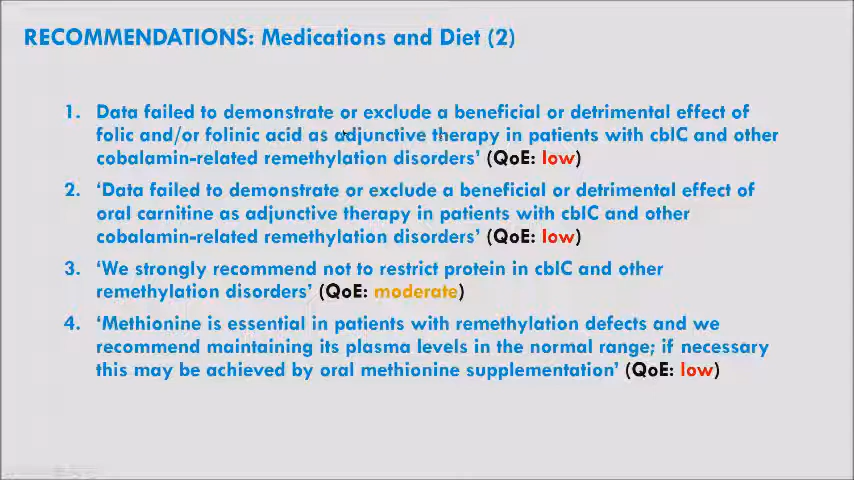 RECOMMENDATIONS: Medications and Diet (2)
1. Data failed to demonstrate or exclude a beneficial or detrimental effect of
folic and/or folinic acid as adjunctive therapy in patients with cblC and other
cobalamin-related remethylation disorders’ (QoE: low)
2. ‘Data failed to demonstrate or exclude a beneficial or detrimental effect of
oral carnitine as adjunctive therapy in patients with cblC and other
cobalamin-related remethylation disorders’ (QoE: low)
3. ‘We strongly recommend not to restrict protein in cblC and other
remethylation disorders’ (QoE: moderate)
4. ‘Methionine is essential in patients with remethylation defects and we
recommend maintaining its plasma levels in the normal range; if necessary
this may be achieved by oral methionine supplementation’ (QoE: low)